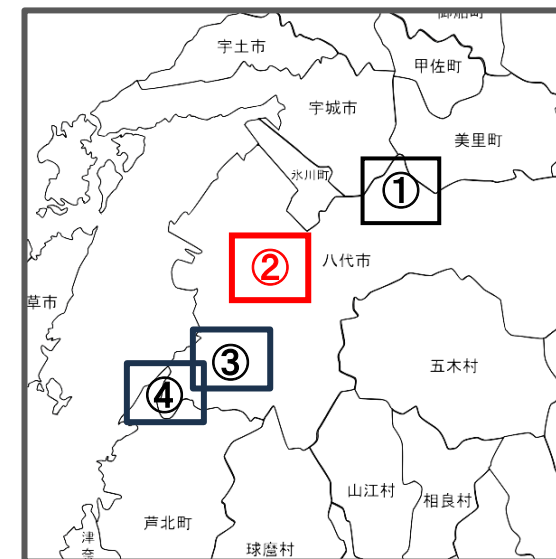 御船町
宇土市
甲佐町
宇城市
美里町
氷川町
①
②
八代市
草市
③
五木村
④
山江村
相良村
芦北町
津
奈
球磨村